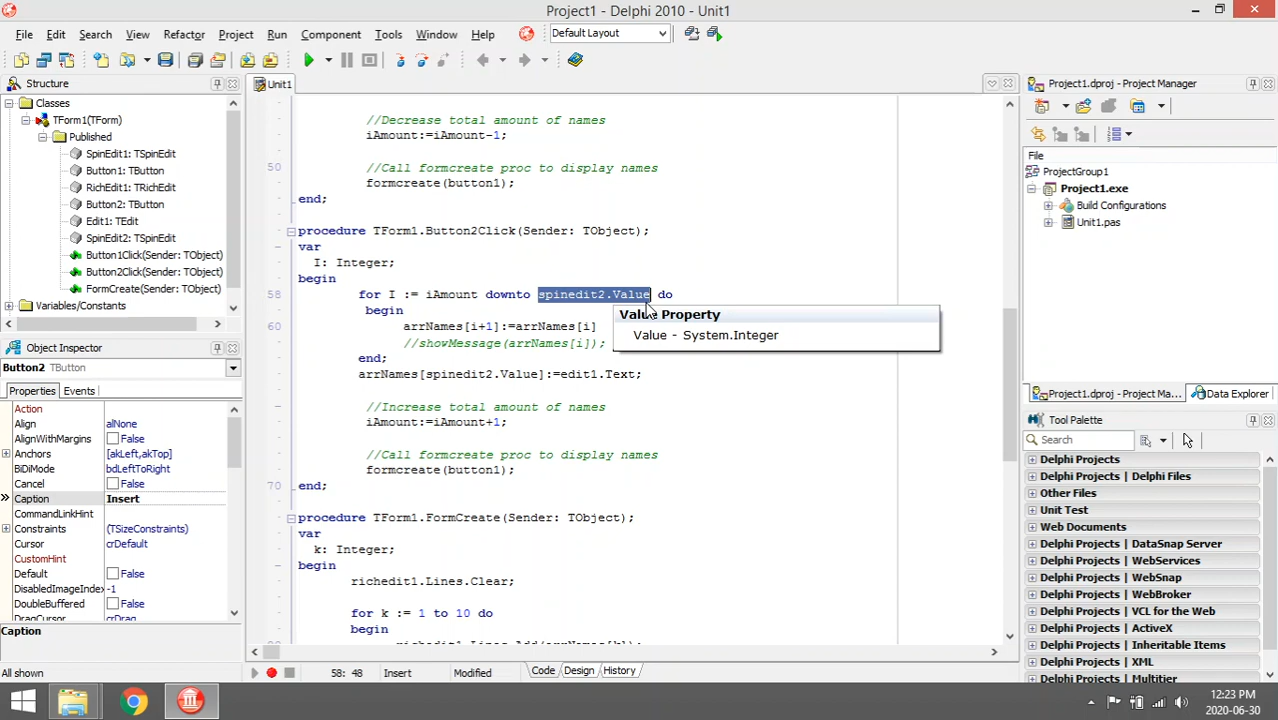 Project1 - Delphi 2010 - Unit1
File Edit Search View Refactor Project Run Component Tools Window Help Default Layout
Structure
Classes
TForm1(TForm)
Published
SpinEdit1: TSpinEdit
Button1: TButton
RichEdit1: TRichEdit
Button2: TButton
Edit1: TEdit
SpinEdit2: TSpinEdit
Button1Click(Sender: TObject)
Button2Click(Sender: TObject)
FormCreate(Sender: TObject)
Variables/Constants
Object Inspector
Button2 TButton
Properties Events
Action
Align alNone
AlignWithMargins False
Anchors [akLeft,akTop]
BiDiMode bdLeftToRight
Cancel False
Caption Insert
CommandLinkHint
Constraints (TSizeConstraints)
Cursor crDefault
CustomHint
Default False
DisabledImageIndex -1
DoubleBuffered False
DragCursor crDrag
Caption
All shown
Unit1
//Decrease total amount of names
iAmount:=iAmount-1;
50 //Call formcreate proc to display names
formcreate(button1);
end;
procedure TForm1.Button2Click(Sender: TObject);
var
I: Integer;
begin
58 for I := iAmount downto spinedit2.Value do
begin
60 arrNames[i+1]:=arrNames[i]
//showMessage(arrNames[i]);
end;
arrNames[spinedit2.Value]:=edit1.Text;
//Increase total amount of names
iAmount:=iAmount+1;
//Call formcreate proc to display names
formcreate(button1);
70 end;
procedure TForm1.FormCreate(Sender: TObject);
var
k: Integer;
begin
richedit1.Lines.Clear;
for k := 1 to 10 do
begin
Value Property
Value - System.Integer
58: 48 Insert Modified Code Design History
Project1.dproj - Project Manager
File
ProjectGroup1
Project1.exe
Build Configurations
Unit1.pas
Project1.dproj - Project Ma... Data Explorer
Tool Palette
Search
Delphi Projects
Delphi Projects | Delphi Files
Other Files
Unit Test
Web Documents
Delphi Projects | DataSnap Server
Delphi Projects | WebServices
Delphi Projects | WebSnap
Delphi Projects | WebBroker
Delphi Projects | VCL for the Web
Delphi Projects | ActiveX
Delphi Projects | Inheritable Items
Delphi Projects | XML
Delphi Projects | Multitier
12:23 PM
2020-06-30